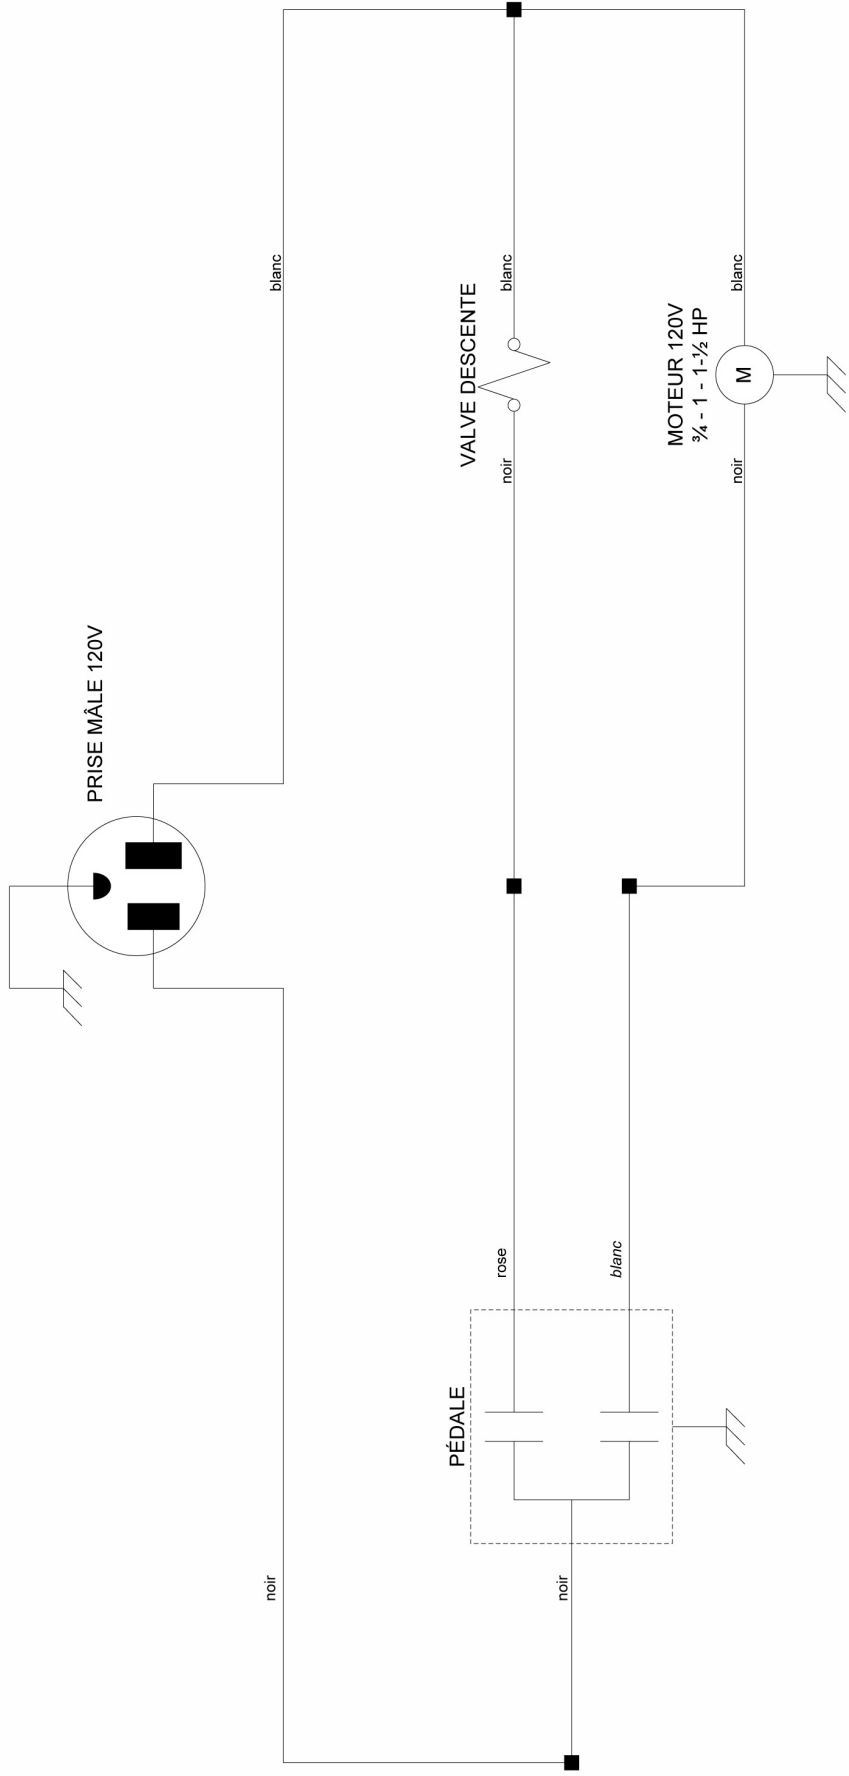 PRISE MÂLE 120V
blanc
noir
VALVE DESCENTE
blanc
noir
MOTEUR 120V
¾ - 1 - 1-½ HP
blanc
M
noir
PÉDALE
rose
blanc
noir